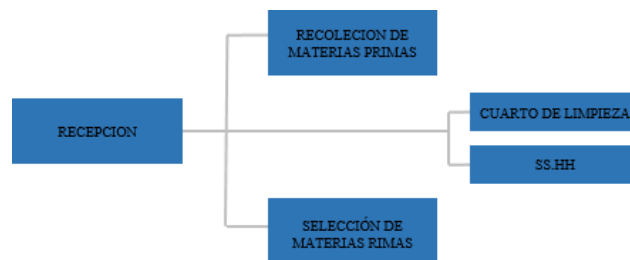 RECOLECION DE
MATERIAS PRIMAS
RECEPCION
CUARTO DE LIMPIEZA
SS.HH
SELECCIÓN DE
MATERIAS RIMAS